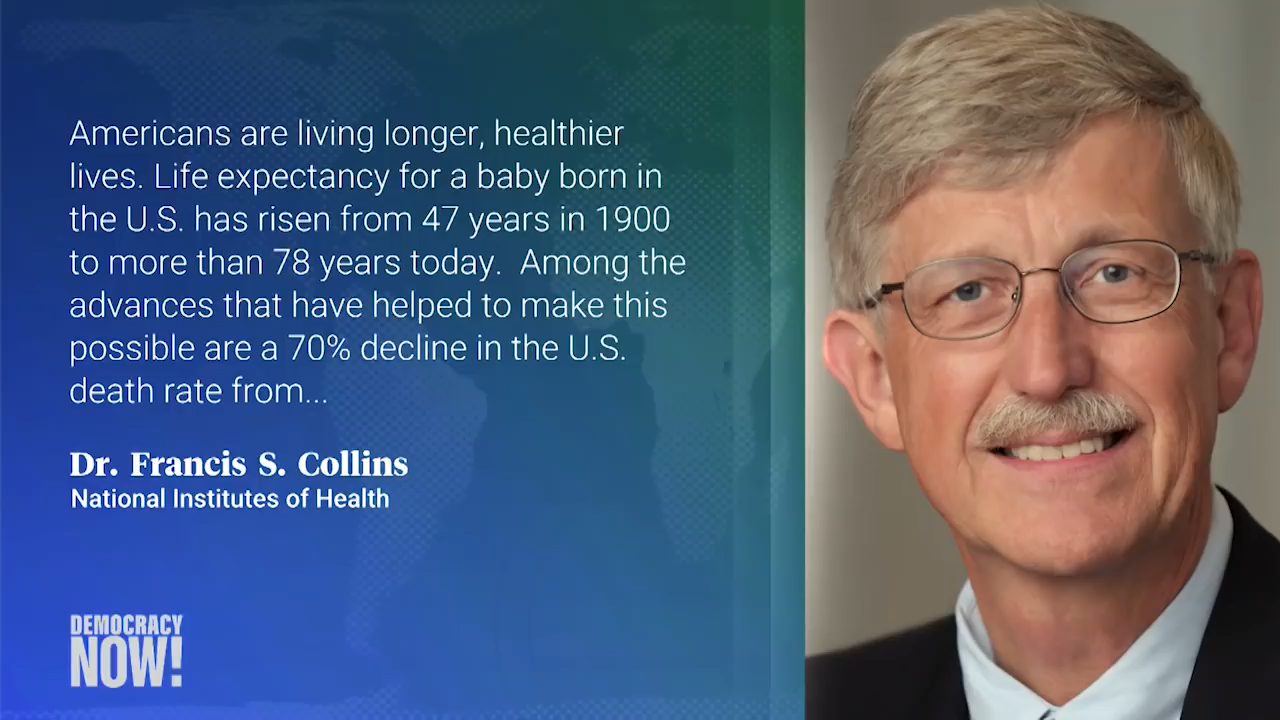 Americans are living longer, healthier
lives. Life expectancy for a baby born in
the U.S. has risen from 47 years in 1900
to more than 78 years today.  Among the
advances that have helped to make this
possible are a 70% decline in the U.S.
death rate from...
Dr. Francis S. Collins
National Institutes of Health
DEMOCRACY
NOW!